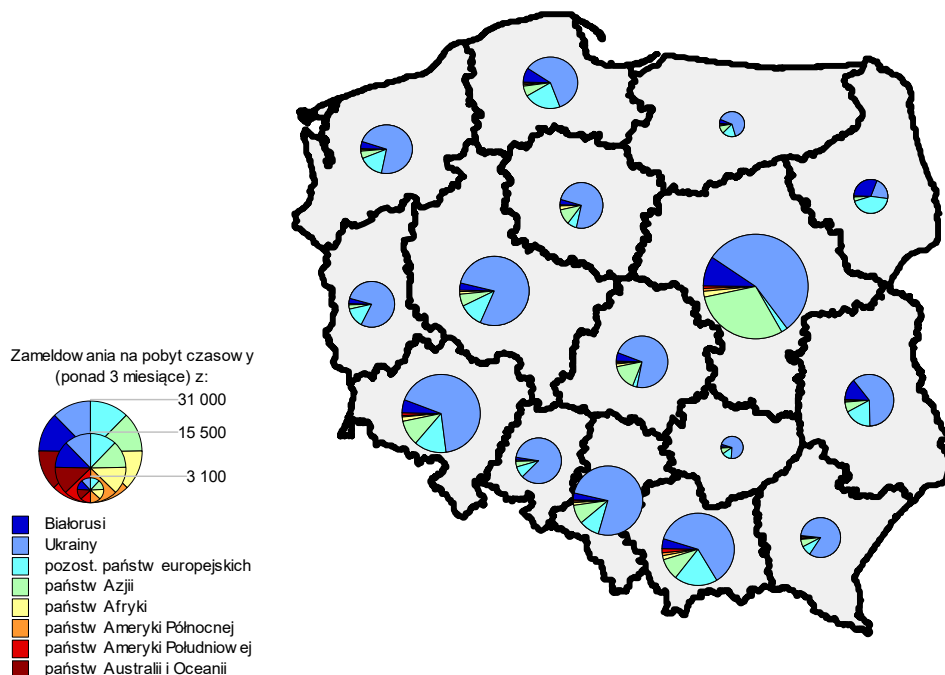 Zameldowania na pobyt czasowy
(ponad 3 miesiące) z:
31 000
15 500
3 100
Białorusi
Ukrainy
pozost. państw europejskich
państw Azjii
państw Afryki
państw Ameryki Północnej
państw Ameryki Południowej
państw Australii i Oceanii